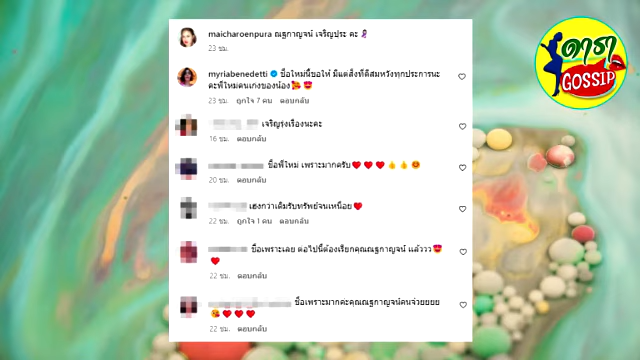 maicharoenpura ณฐกาญจน์ เจริญปุระ ค่ะ🎗️
23 ชม.
myriabenedetti ชื่อใหม่นี้ขอให้ มีแต่สิ่งที่ดีสมหวังทุกประการนะ
คะพี่ใหมคนเก่งของน้อง🥰😍
23 ชม. ถูกใจ 7 คน ตอบกลับ
เจริญรุ่งเรืองนะคะ
16 ชม. ตอบกลับ
ชื่อพี่ใหม่ เพราะมากครับ❤️❤️❤️👍👍😊
20 ชม. ตอบกลับ
เฮงกว่าเดิมรับทรัพย์จนเหนื่อย❤️
22 ชม. ถูกใจ 1 คน ตอบกลับ
ชื่อเพราะเลย ต่อไปนี้ต้องเรียกคุณณฐกาญจน์ แล้ววว😍
❤️
22 ชม. ตอบกลับ
ชื่อเพราะมากค่ะคุณณฐกาญจน์คนจ๋วยยยย
😘❤️❤️❤️
22 ชม. ตอบกลับ
ดารา
GOSSIP